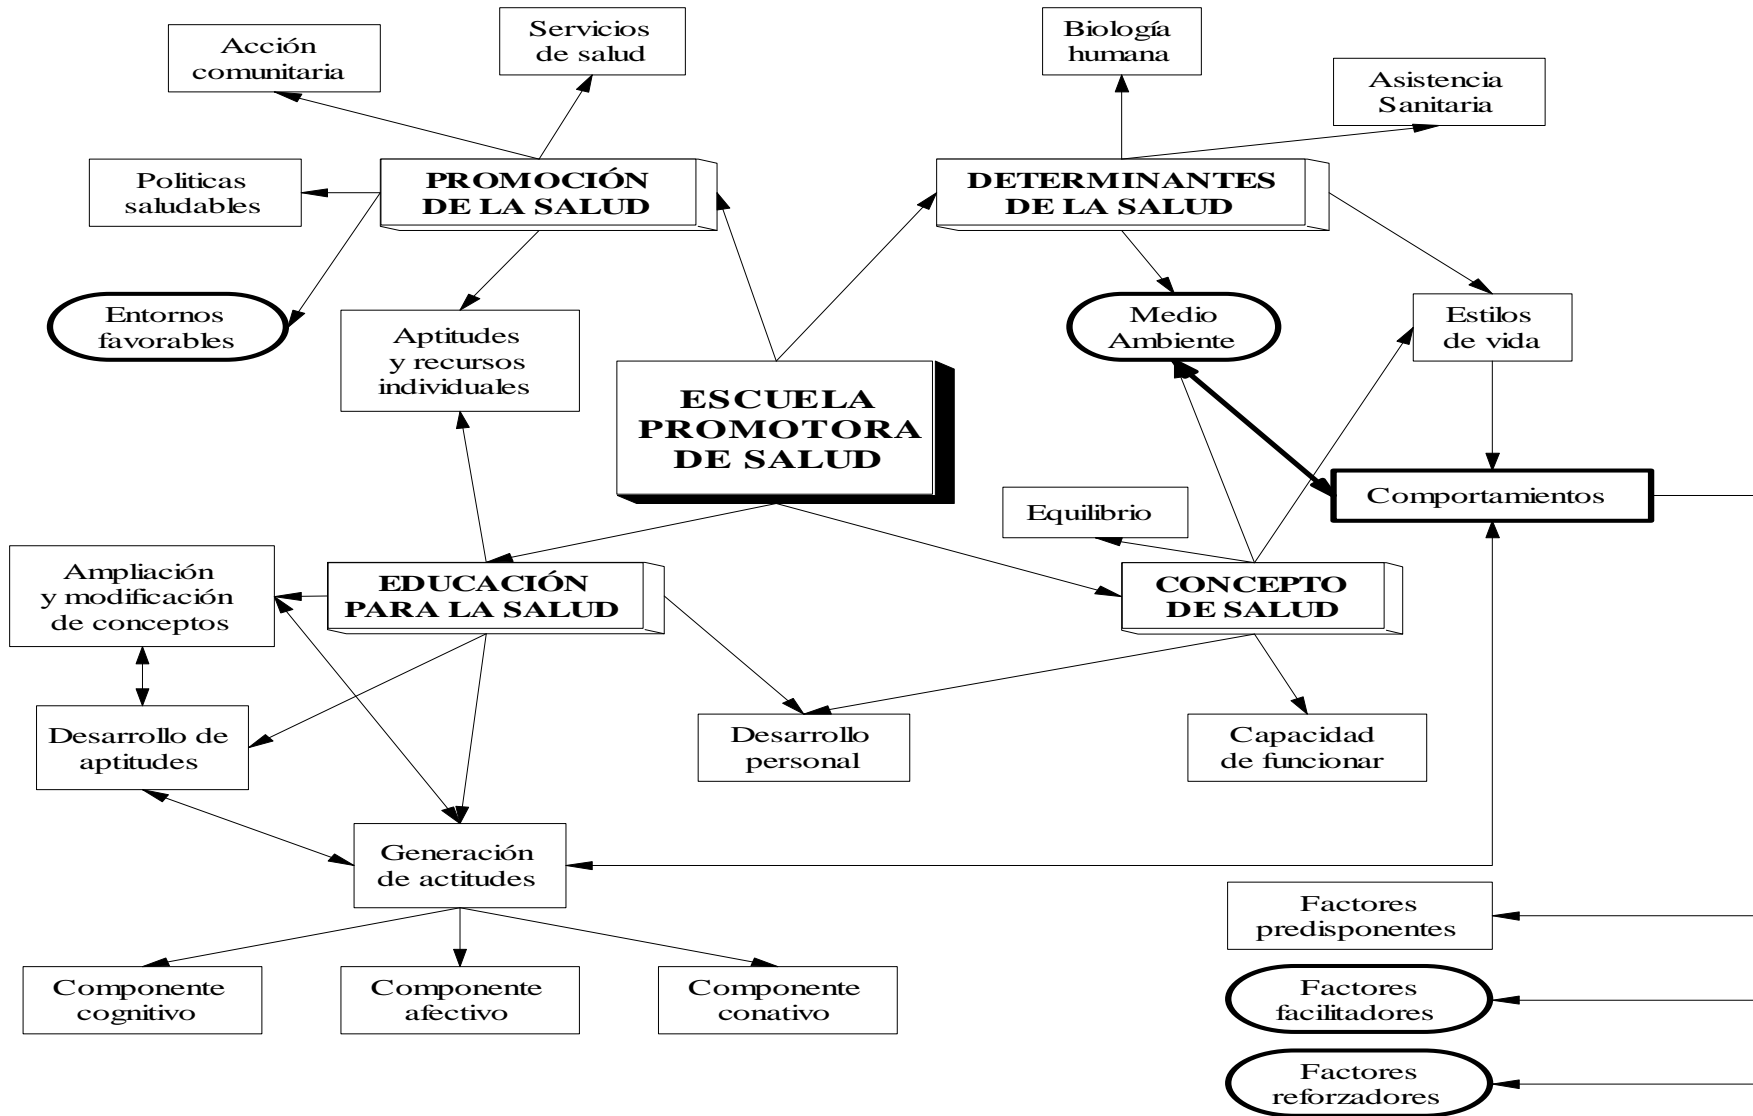 Servicios
de salud
Biología
humana
Acción
comunitaria
Asistencia
Sanitaria
Politicas
saludables
PROMOCIÓN
DE LA SALUD
DETERMINANTES
DE LA SALUD
Entornos
favorables
Aptitudes
y recursos
individuales
Medio
Ambiente
Estilos
de vida
ESCUELA
PROMOTORA
DE SALUD
Comportamientos
Equilibrio
Ampliación
y modificación
de conceptos
EDUCACIÓN
PARA LA SALUD
CONCEPTO
DE SALUD
Desarrollo de
aptitudes
Desarrollo
personal
Capacidad
de funcionar
Generación
de actitudes
Factores
predisponentes
Componente
cognitivo
Componente
afectivo
Componente
conativo
Factores
facilitadores
Factores
reforzadores